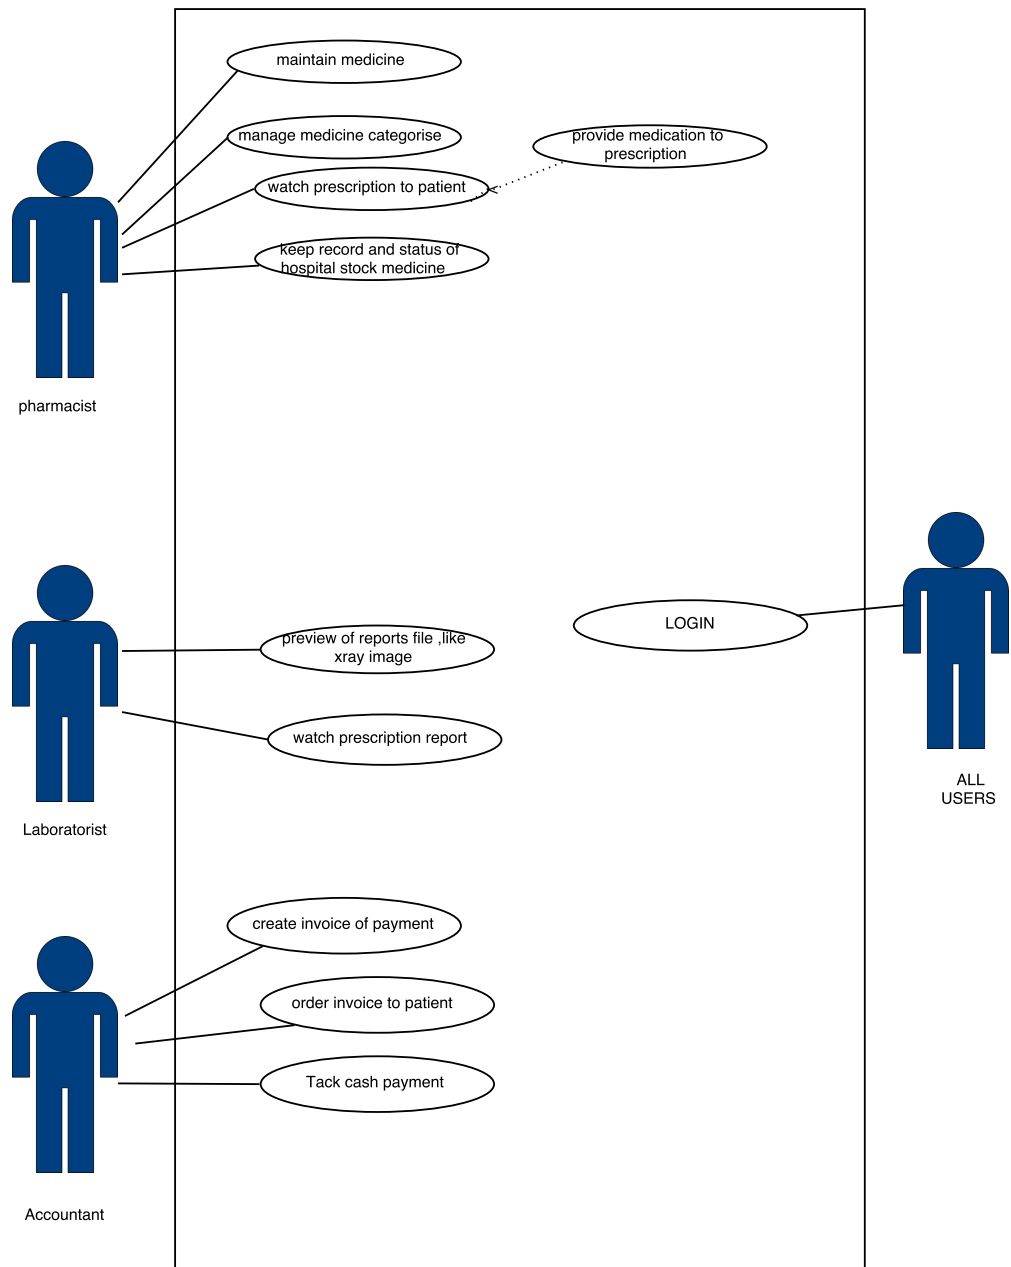 maintain medicine
manage medicine categorise
provide medication to
prescription
watch prescription to patient
keep record and status of
hospital stock medicine
pharmacist
preview of reports file ,like
xray image
LOGIN
watch prescription report
ALL
USERS
Laboratorist
create invoice of payment
order invoice to patient
Tack cash payment
Accountant